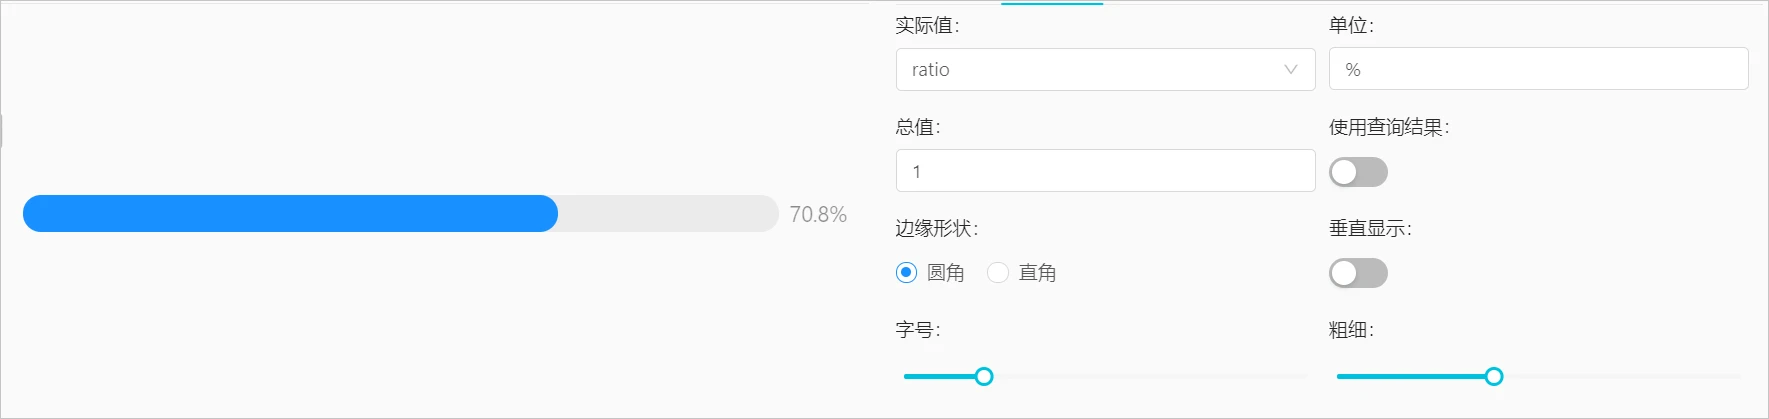 实际值:
单位:
ratio
%
总值:
使用查询结果:
1
70.8%
边缘形状:
垂直显示:
圆角 直角
字号:
粗细: